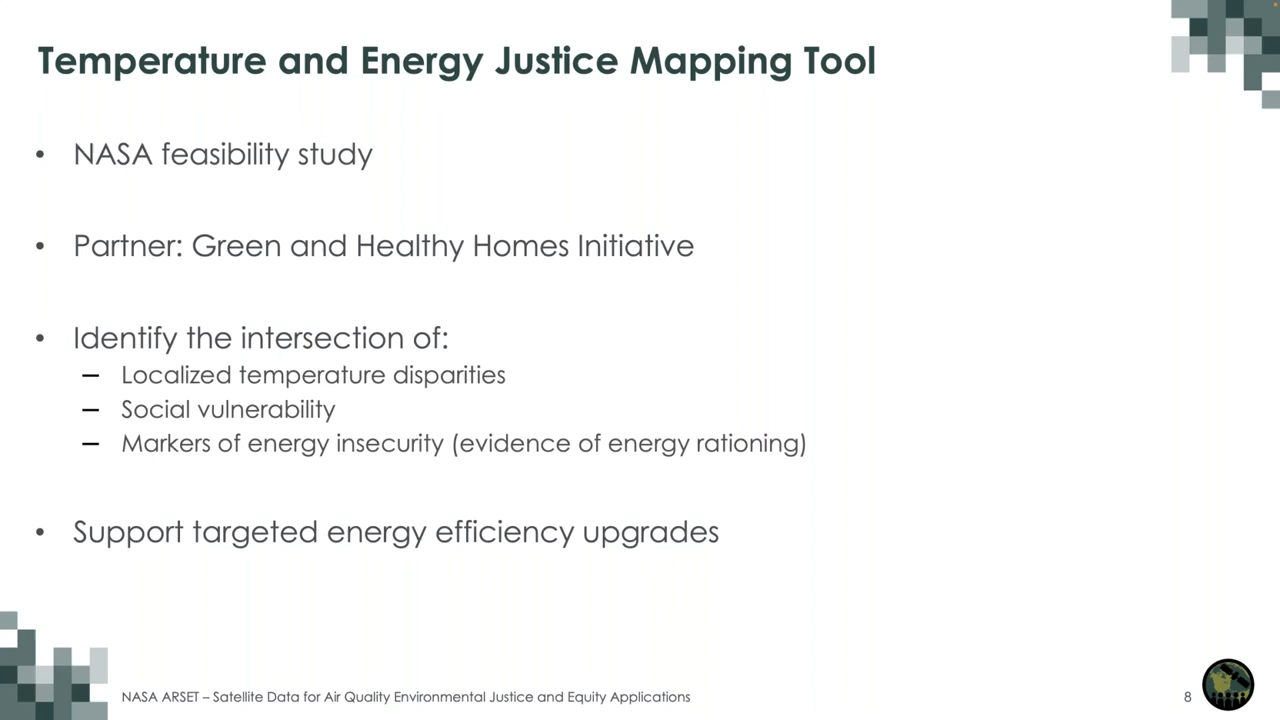 Temperature and Energy Justice Mapping Tool
• NASA feasibility study
• Partner: Green and Healthy Homes Initiative
• Identify the intersection of:
– Localized temperature disparities
– Social vulnerability
– Markers of energy insecurity (evidence of energy rationing)
• Support targeted energy efficiency upgrades
NASA ARSET – Satellite Data for Air Quality Environmental Justice and Equity Applications
8